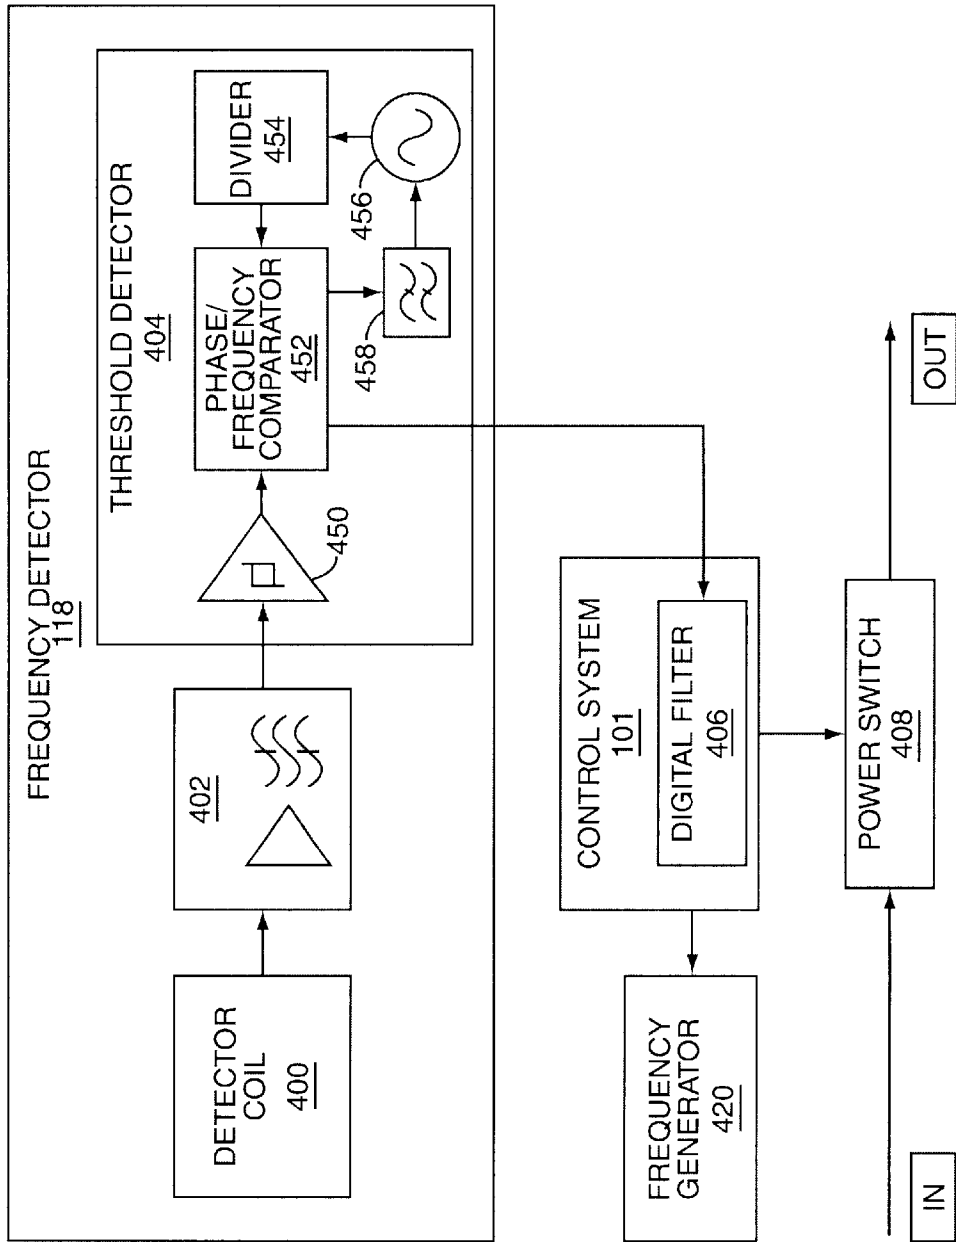 FREQUENCY DETECTOR
118
THRESHOLD DETECTOR
404
DETECTOR
COIL
400
402
450
PHASE/
FREQUENCY
COMPARATOR
452
DIVIDER
454
456
458
CONTROL SYSTEM
101
DIGITAL FILTER
406
FREQUENCY
GENERATOR
420
POWER SWITCH
408
IN
OUT